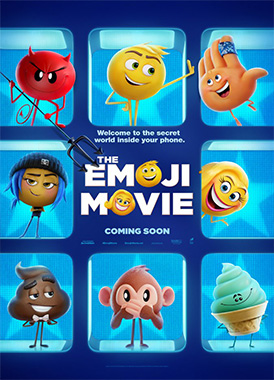 Welcome to the secret
world inside your phone.
THE
EMOJI
MOVIE
COMING SOON